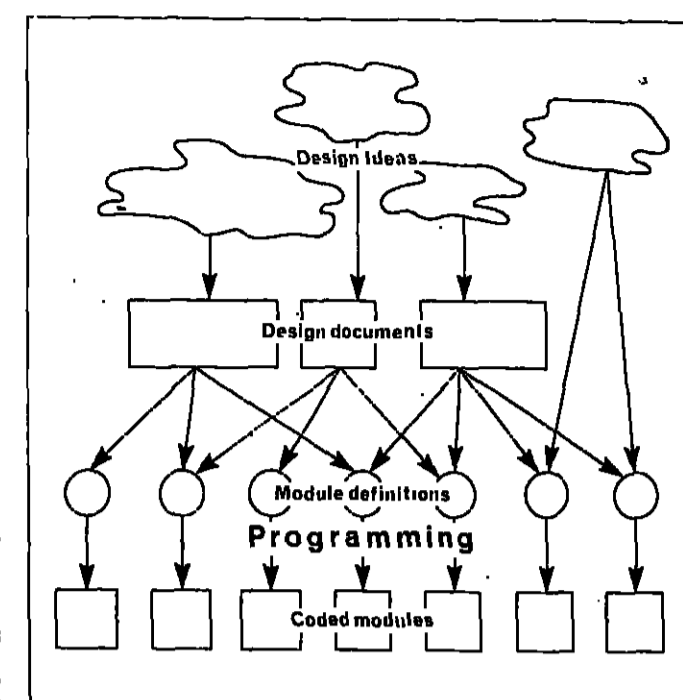 Design Ideas
Design documents
Module definitions
Programming
Coded modules